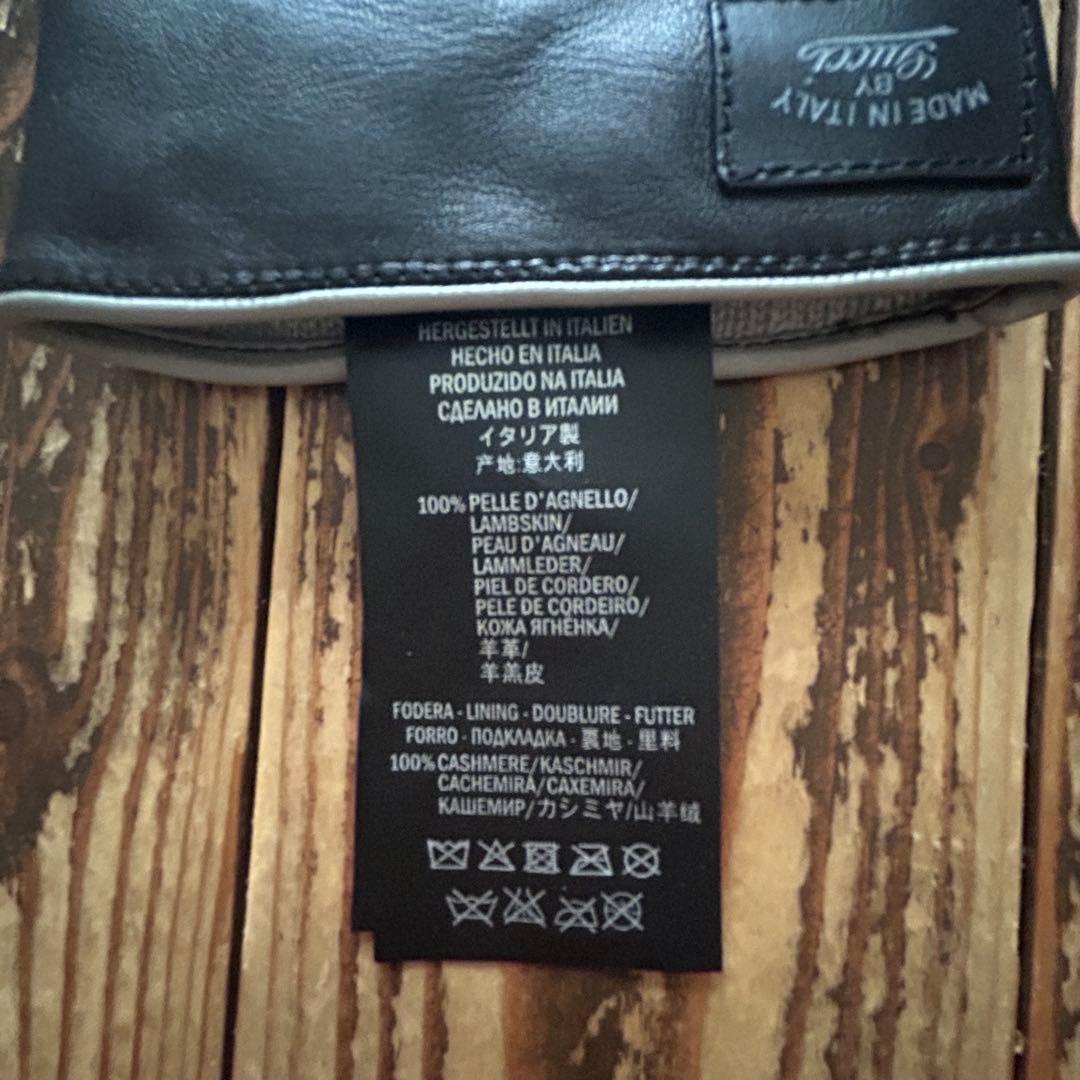 MADE IN ITALY
BY
Gucci
HERGESTELLT IN ITALIEN
HECHO EN ITALIA
PRODUZIDO NA ITALIA
СДЕЛАНО В ИТАЛИИ
イタリア製
产地:意大利
100% PELLE D'AGNELLO/
LAMBSKIN/
PEAU D'AGNEAU/
LAMMLEDER/
PIEL DE CORDERO/
PELE DE CORDEIRO/
КОЖА ЯГНЕНКА/
羊革/
羊羔皮
FODERA - LINING - DOUBLURE - FUTTER
FORRO - ПОДКЛАДКА - 裏地 - 里料
100% CASHMERE/KASCHMIR/
CACHEMIRA/CAXEMIRA/
КАШЕМИР/カシミヤ/山羊绒